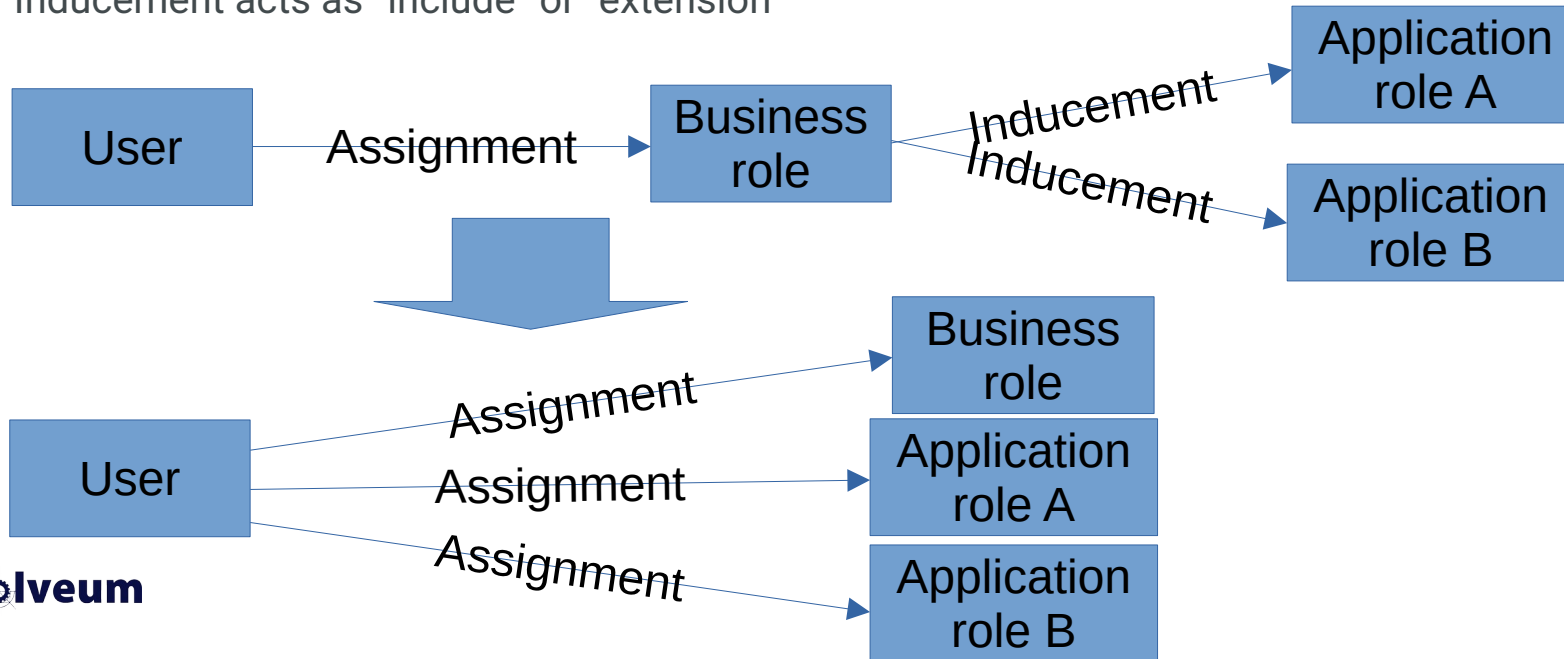 Inducement acts as "include" or "extension"
User
Assignment
Business
role
Inducement
Inducement
Application
role A
Application
role B
Business
role
User
Assignment
Assignment
Assignment
Application
role A
Application
role B
olveum